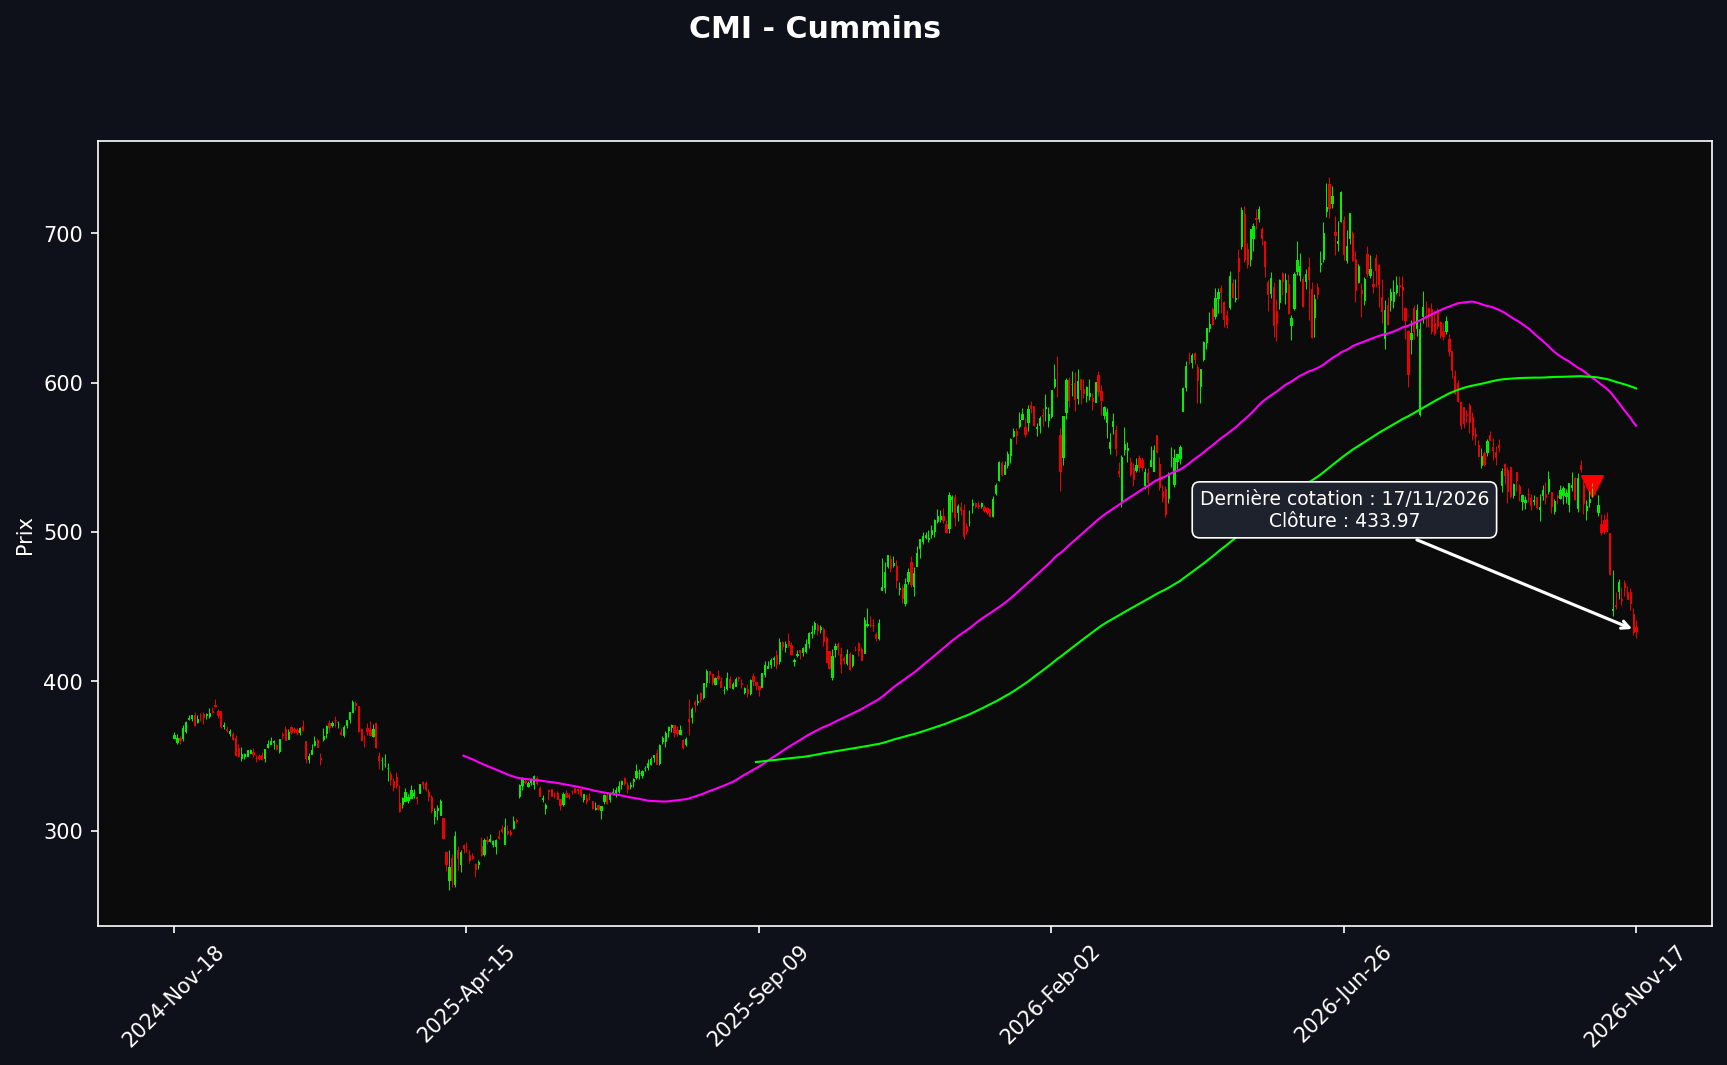 CMI - Cummins
Prix
700
600
500
400
300
Dernière cotation : 17/11/2026
Clôture : 433.97
2024-Nov-18
2025-Apr-15
2025-Sep-09
2026-Feb-02
2026-Jun-26
2026-Nov-17